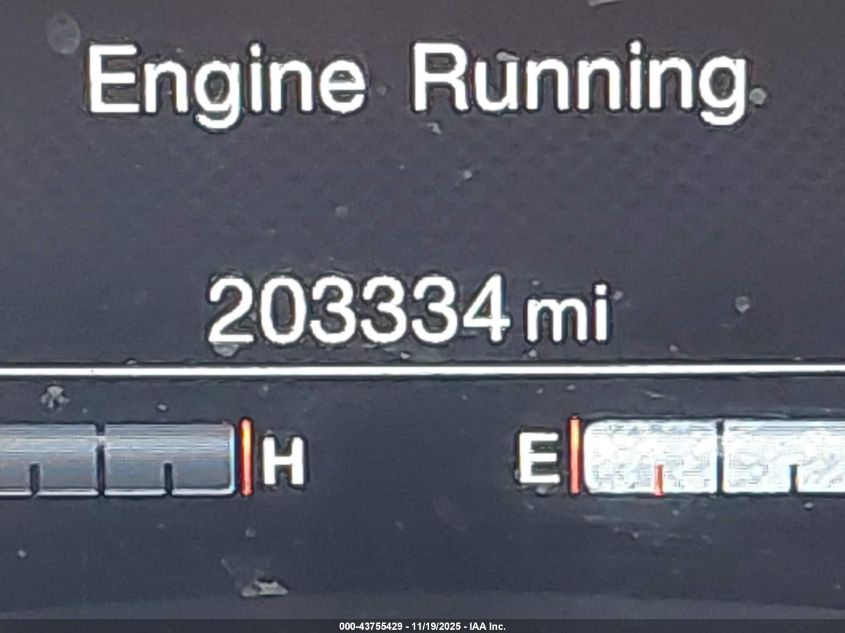 Engine Running
203334 mi
H E
000-43755429 - 11/19/2025 - IAA Inc.